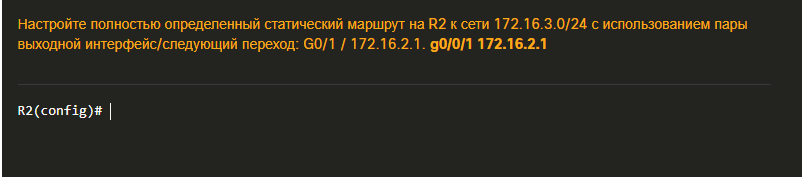 Настройте полностью определенный статический маршрут на R2 к сети 172.16.3.0/24 с использованием пары
выходной интерфейс/следующий переход: G0/1 / 172.16.2.1. g0/0/1 172.16.2.1
R2(config)#